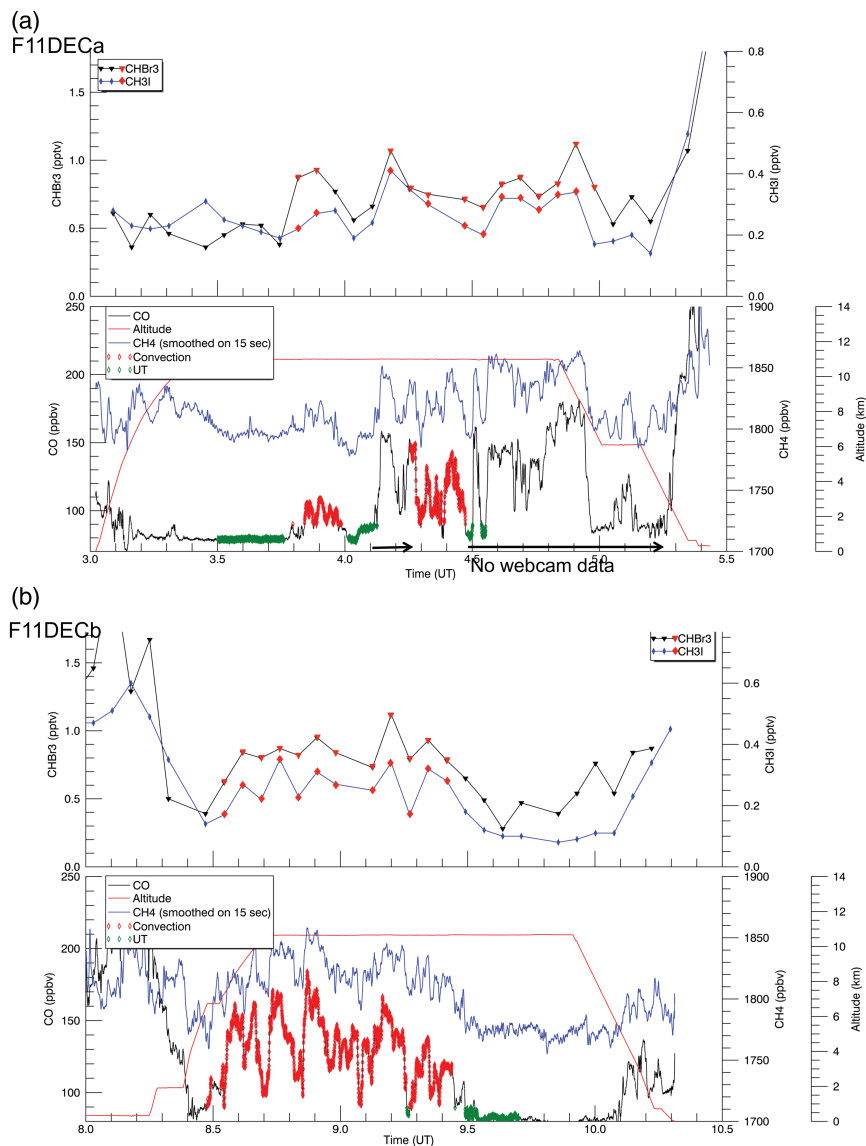 (a)
F11DECa
CHBr3
CH3I
CHBr3 (pptv)
CH3I (pptv)
1.5
1.0
0.5
0.0
0.8
0.6
0.4
0.2
0.0
CO
Altitude
CH4 (smoothed on 15 sec)
Convection
UT
CO (ppbv)
250
200
150
100
1900
1850
1800
1750
1700
CH4 (ppbv)
14
12
10
8
6
4
2
0
Altitude (km)
3.0 3.5 4.0 4.5 5.0 5.5
Time (UT)
No webcam data
(b)
F11DECb
CHBr3
CH3I
CHBr3 (pptv)
CH3I (pptv)
1.5
1.0
0.5
0.0
0.6
0.4
0.2
0.0
CO
Altitude
CH4 (smoothed on 15 sec)
Convection
UT
CO (ppbv)
250
200
150
100
1900
1850
1800
1750
1700
CH4 (ppbv)
14
12
10
8
6
4
2
0
Altitude (km)
8.0 8.5 9.0 9.5 10.0 10.5
Time (UT)